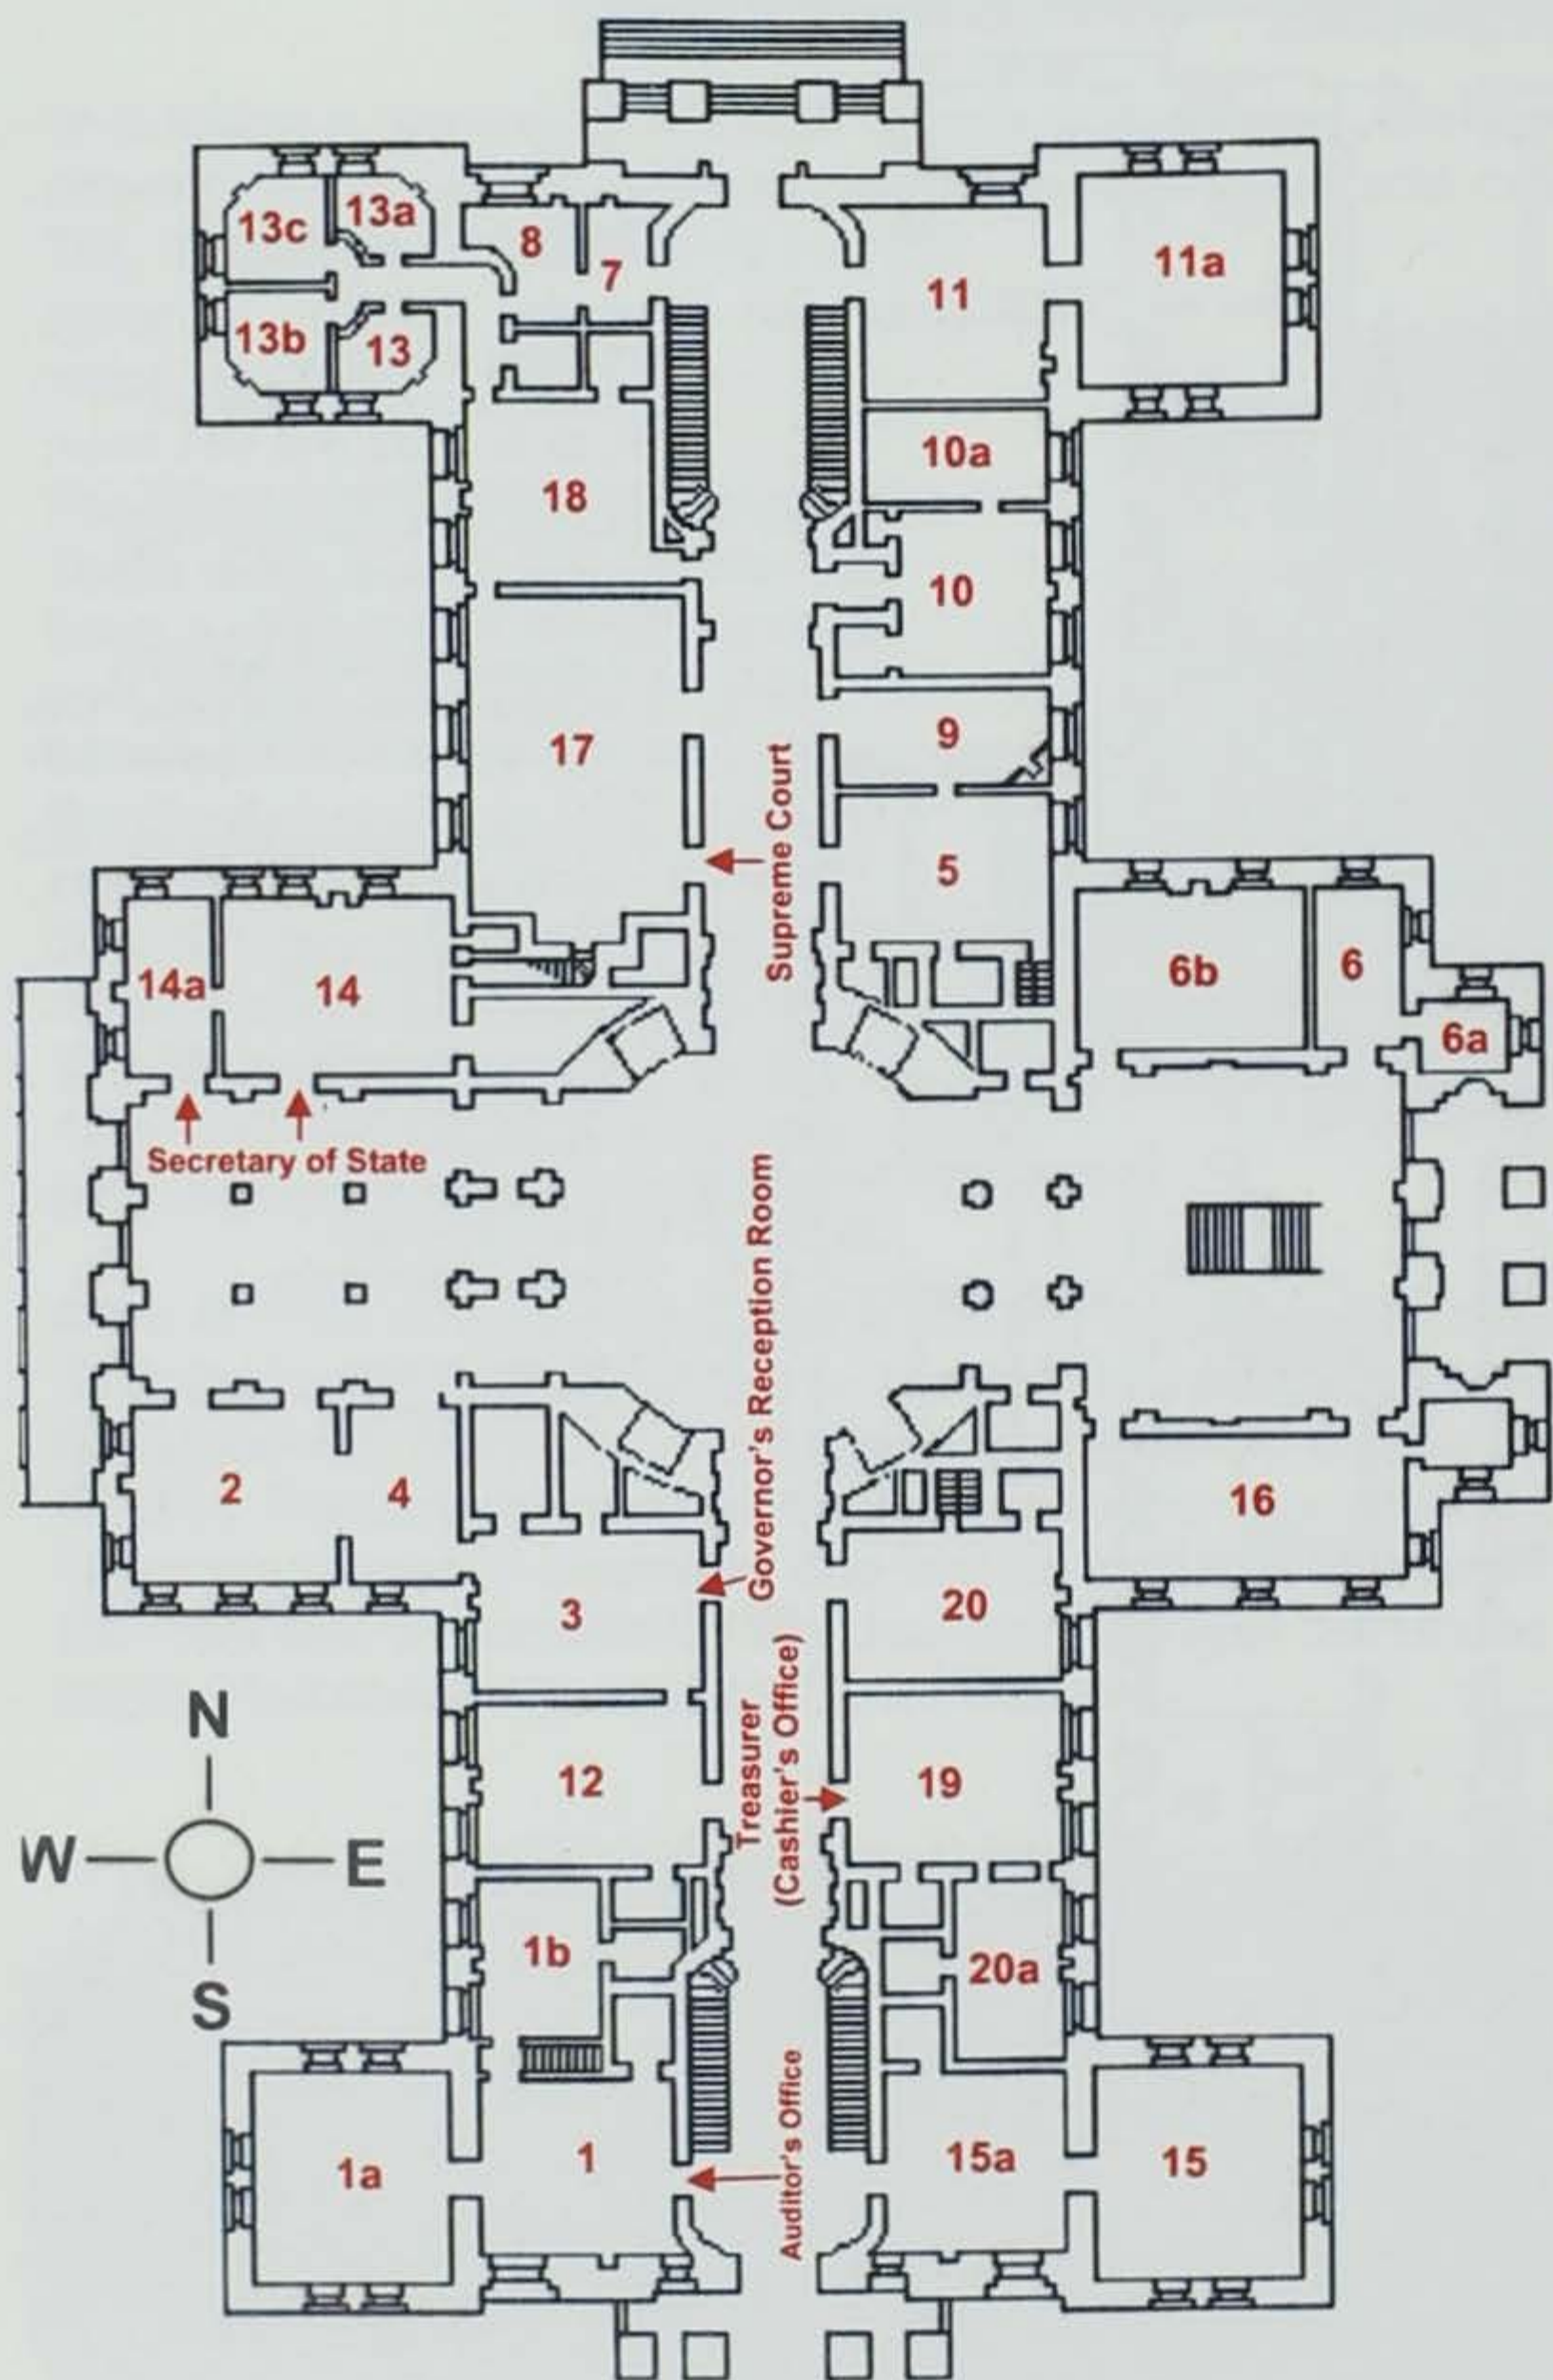 13c
13a
8
7
11
11a
13b
13
10a
18
10
17
9
Supreme Court
5
14a
14
6b
6
6a
Secretary of State
Governor's Reception Room
2
4
16
3
20
N
W
E
S
Treasurer
(Cashier's Office)
12
19
1b
20a
1a
1
Auditor's Office
15a
15